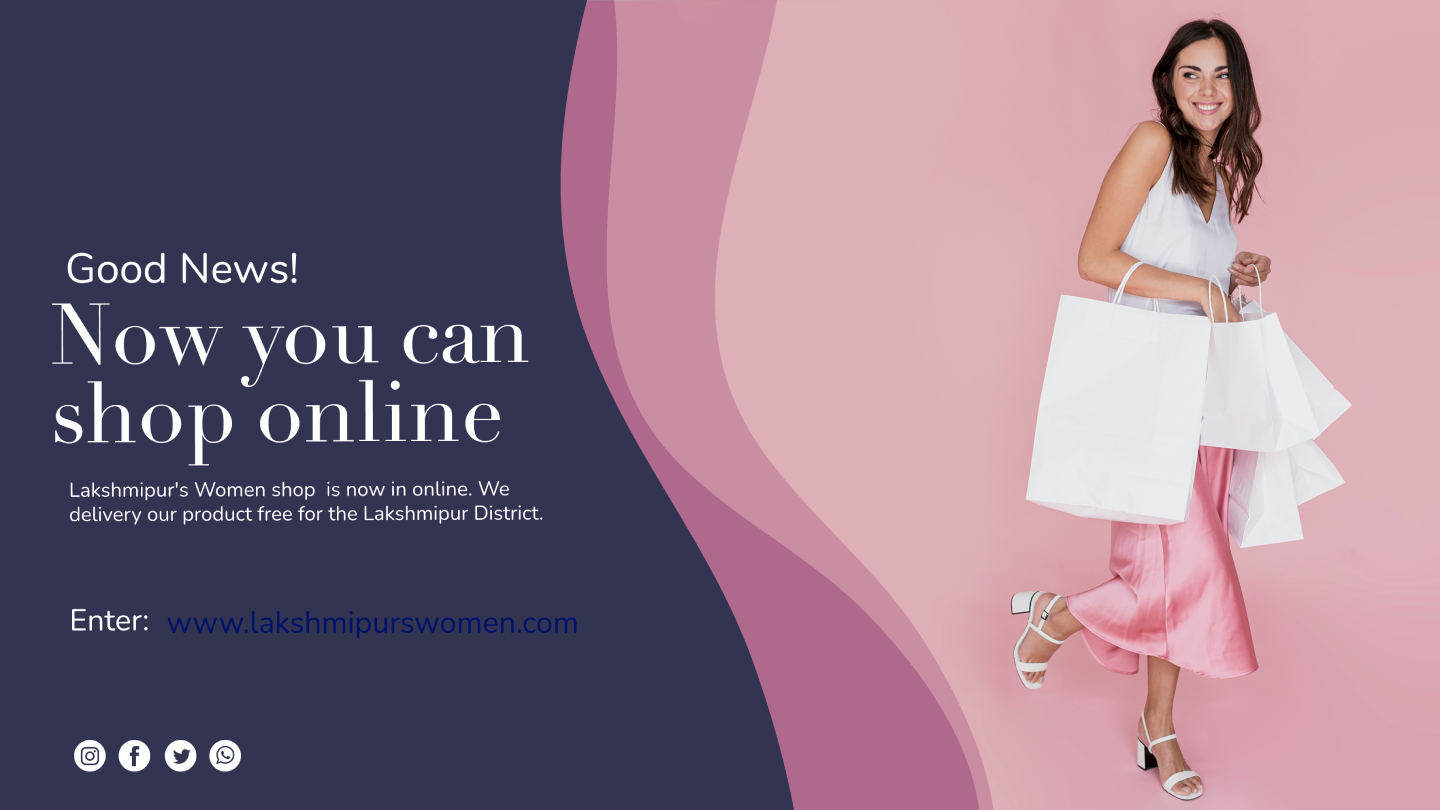 Good News!
Now you can
shop online
Lakshmipur's Women shop  is now in online. We
delivery our product free for the Lakshmipur District.
Enter: www.lakshmipurswomen.com